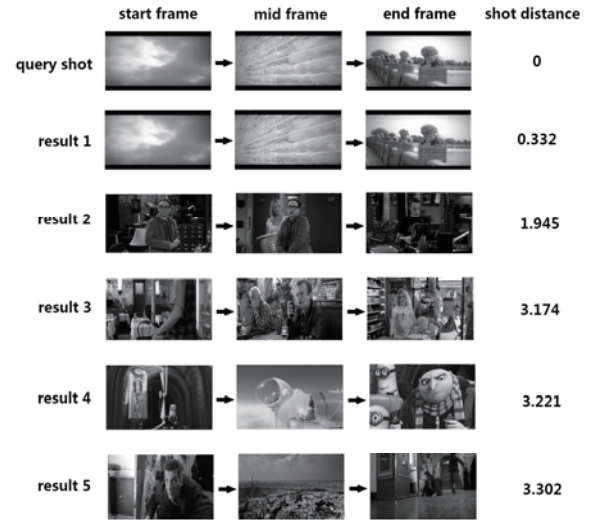 start frame mid frame end frame shot distance
query shot 0
result 1 0.332
result 2 1.945
result 3 3.174
result 4 3.221
result 5 3.302